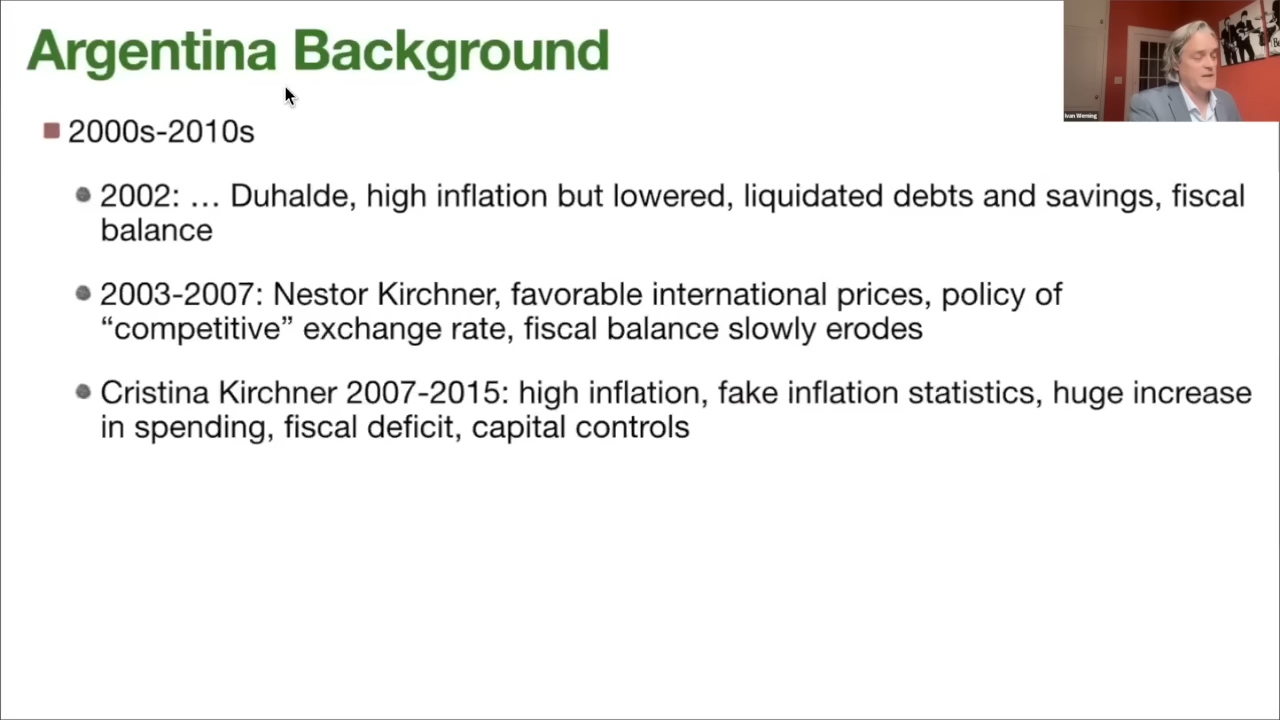 Argentina Background
2000s-2010s
2002: … Duhalde, high inflation but lowered, liquidated debts and savings, fiscal
balance
2003-2007: Nestor Kirchner, favorable international prices, policy of
“competitive” exchange rate, fiscal balance slowly erodes
Cristina Kirchner 2007-2015: high inflation, fake inflation statistics, huge increase
in spending, fiscal deficit, capital controls
Ivan Werning